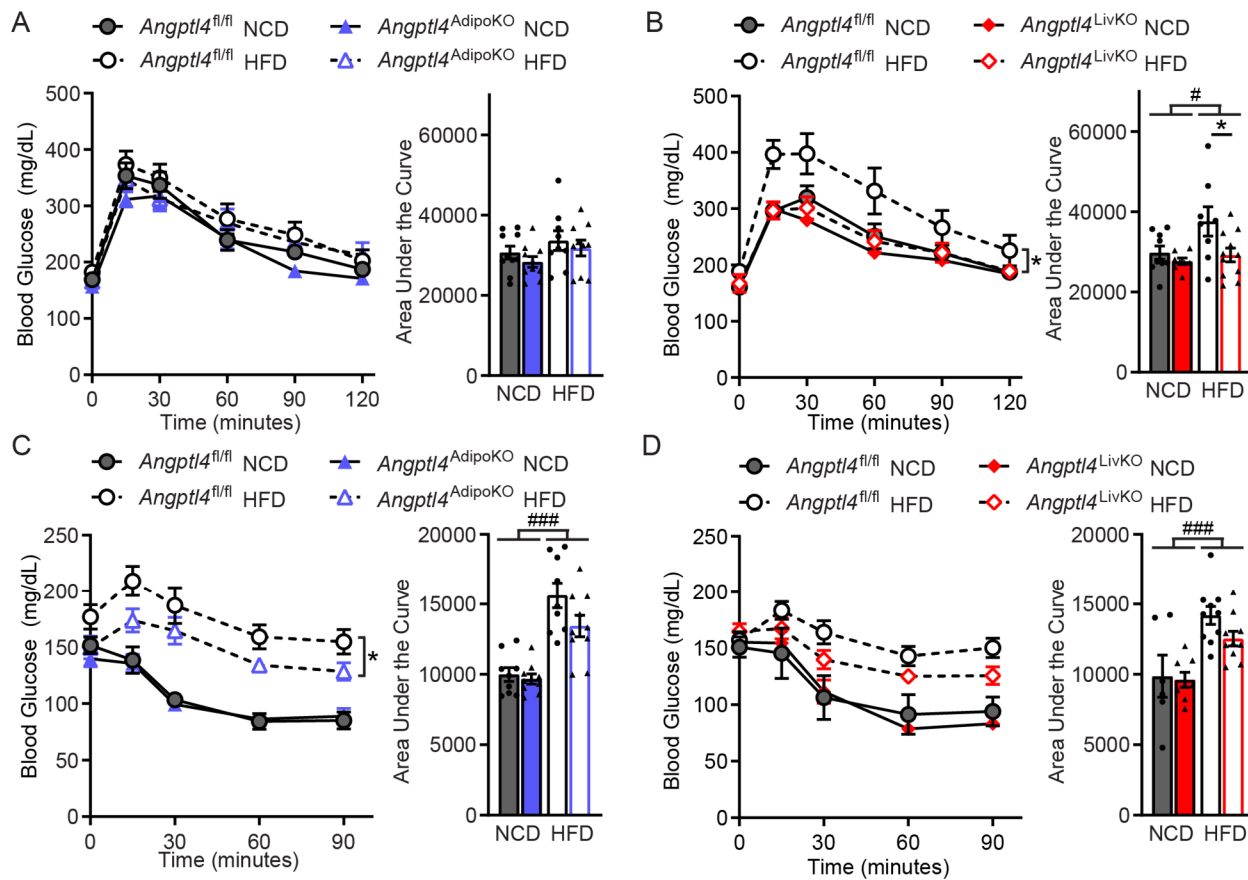 A
Angptl4fl/fl NCD
Angptl4AdipoKO NCD
Angptl4fl/fl HFD
Angptl4AdipoKO HFD
Blood Glucose (mg/dL)
500
400
300
200
100
0
0 30 60 90 120
Time (minutes)
Area Under the Curve
60000
40000
20000
0
NCD HFD
B
Angptl4fl/fl NCD
Angptl4LivKO NCD
Angptl4fl/fl HFD
Angptl4LivKO HFD
Blood Glucose (mg/dL)
500
400
300
200
100
0
*
0 30 60 90 120
Time (minutes)
Area Under the Curve
#
*
60000
40000
20000
0
NCD HFD
C
Angptl4fl/fl NCD
Angptl4AdipoKO NCD
Angptl4fl/fl HFD
Angptl4AdipoKO HFD
Blood Glucose (mg/dL)
250
200
150
100
50
0
*
0 30 60 90
Time (minutes)
Area Under the Curve
###
20000
15000
10000
5000
0
NCD HFD
D
Angptl4fl/fl NCD
Angptl4LivKO NCD
Angptl4fl/fl HFD
Angptl4LivKO HFD
Blood Glucose (mg/dL)
250
200
150
100
50
0
0 30 60 90
Time (minutes)
Area Under the Curve
###
20000
15000
10000
5000
0
NCD HFD